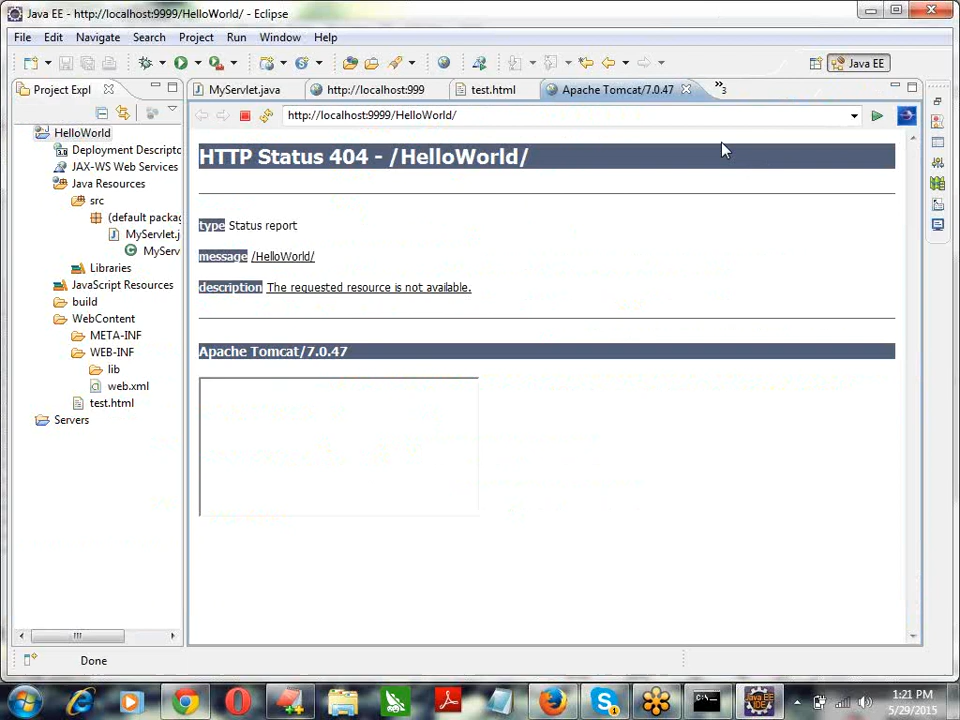 Java EE - http://localhost:9999/HelloWorld/ - Eclipse
File Edit Navigate Search Project Run Window Help
Java EE
Project Expl
MyServlet.java
http://localhost:999
test.html
Apache Tomcat/7.0.47
3
http://localhost:9999/HelloWorld/
HelloWorld
Deployment Descripto
JAX-WS Web Services
Java Resources
src
(default packag
MyServlet.j
MyServ
Libraries
JavaScript Resources
build
WebContent
META-INF
WEB-INF
lib
web.xml
test.html
Servers
HTTP Status 404 - /HelloWorld/
type Status report
message /HelloWorld/
description The requested resource is not available.
Apache Tomcat/7.0.47
Done
1:21 PM
5/29/2015